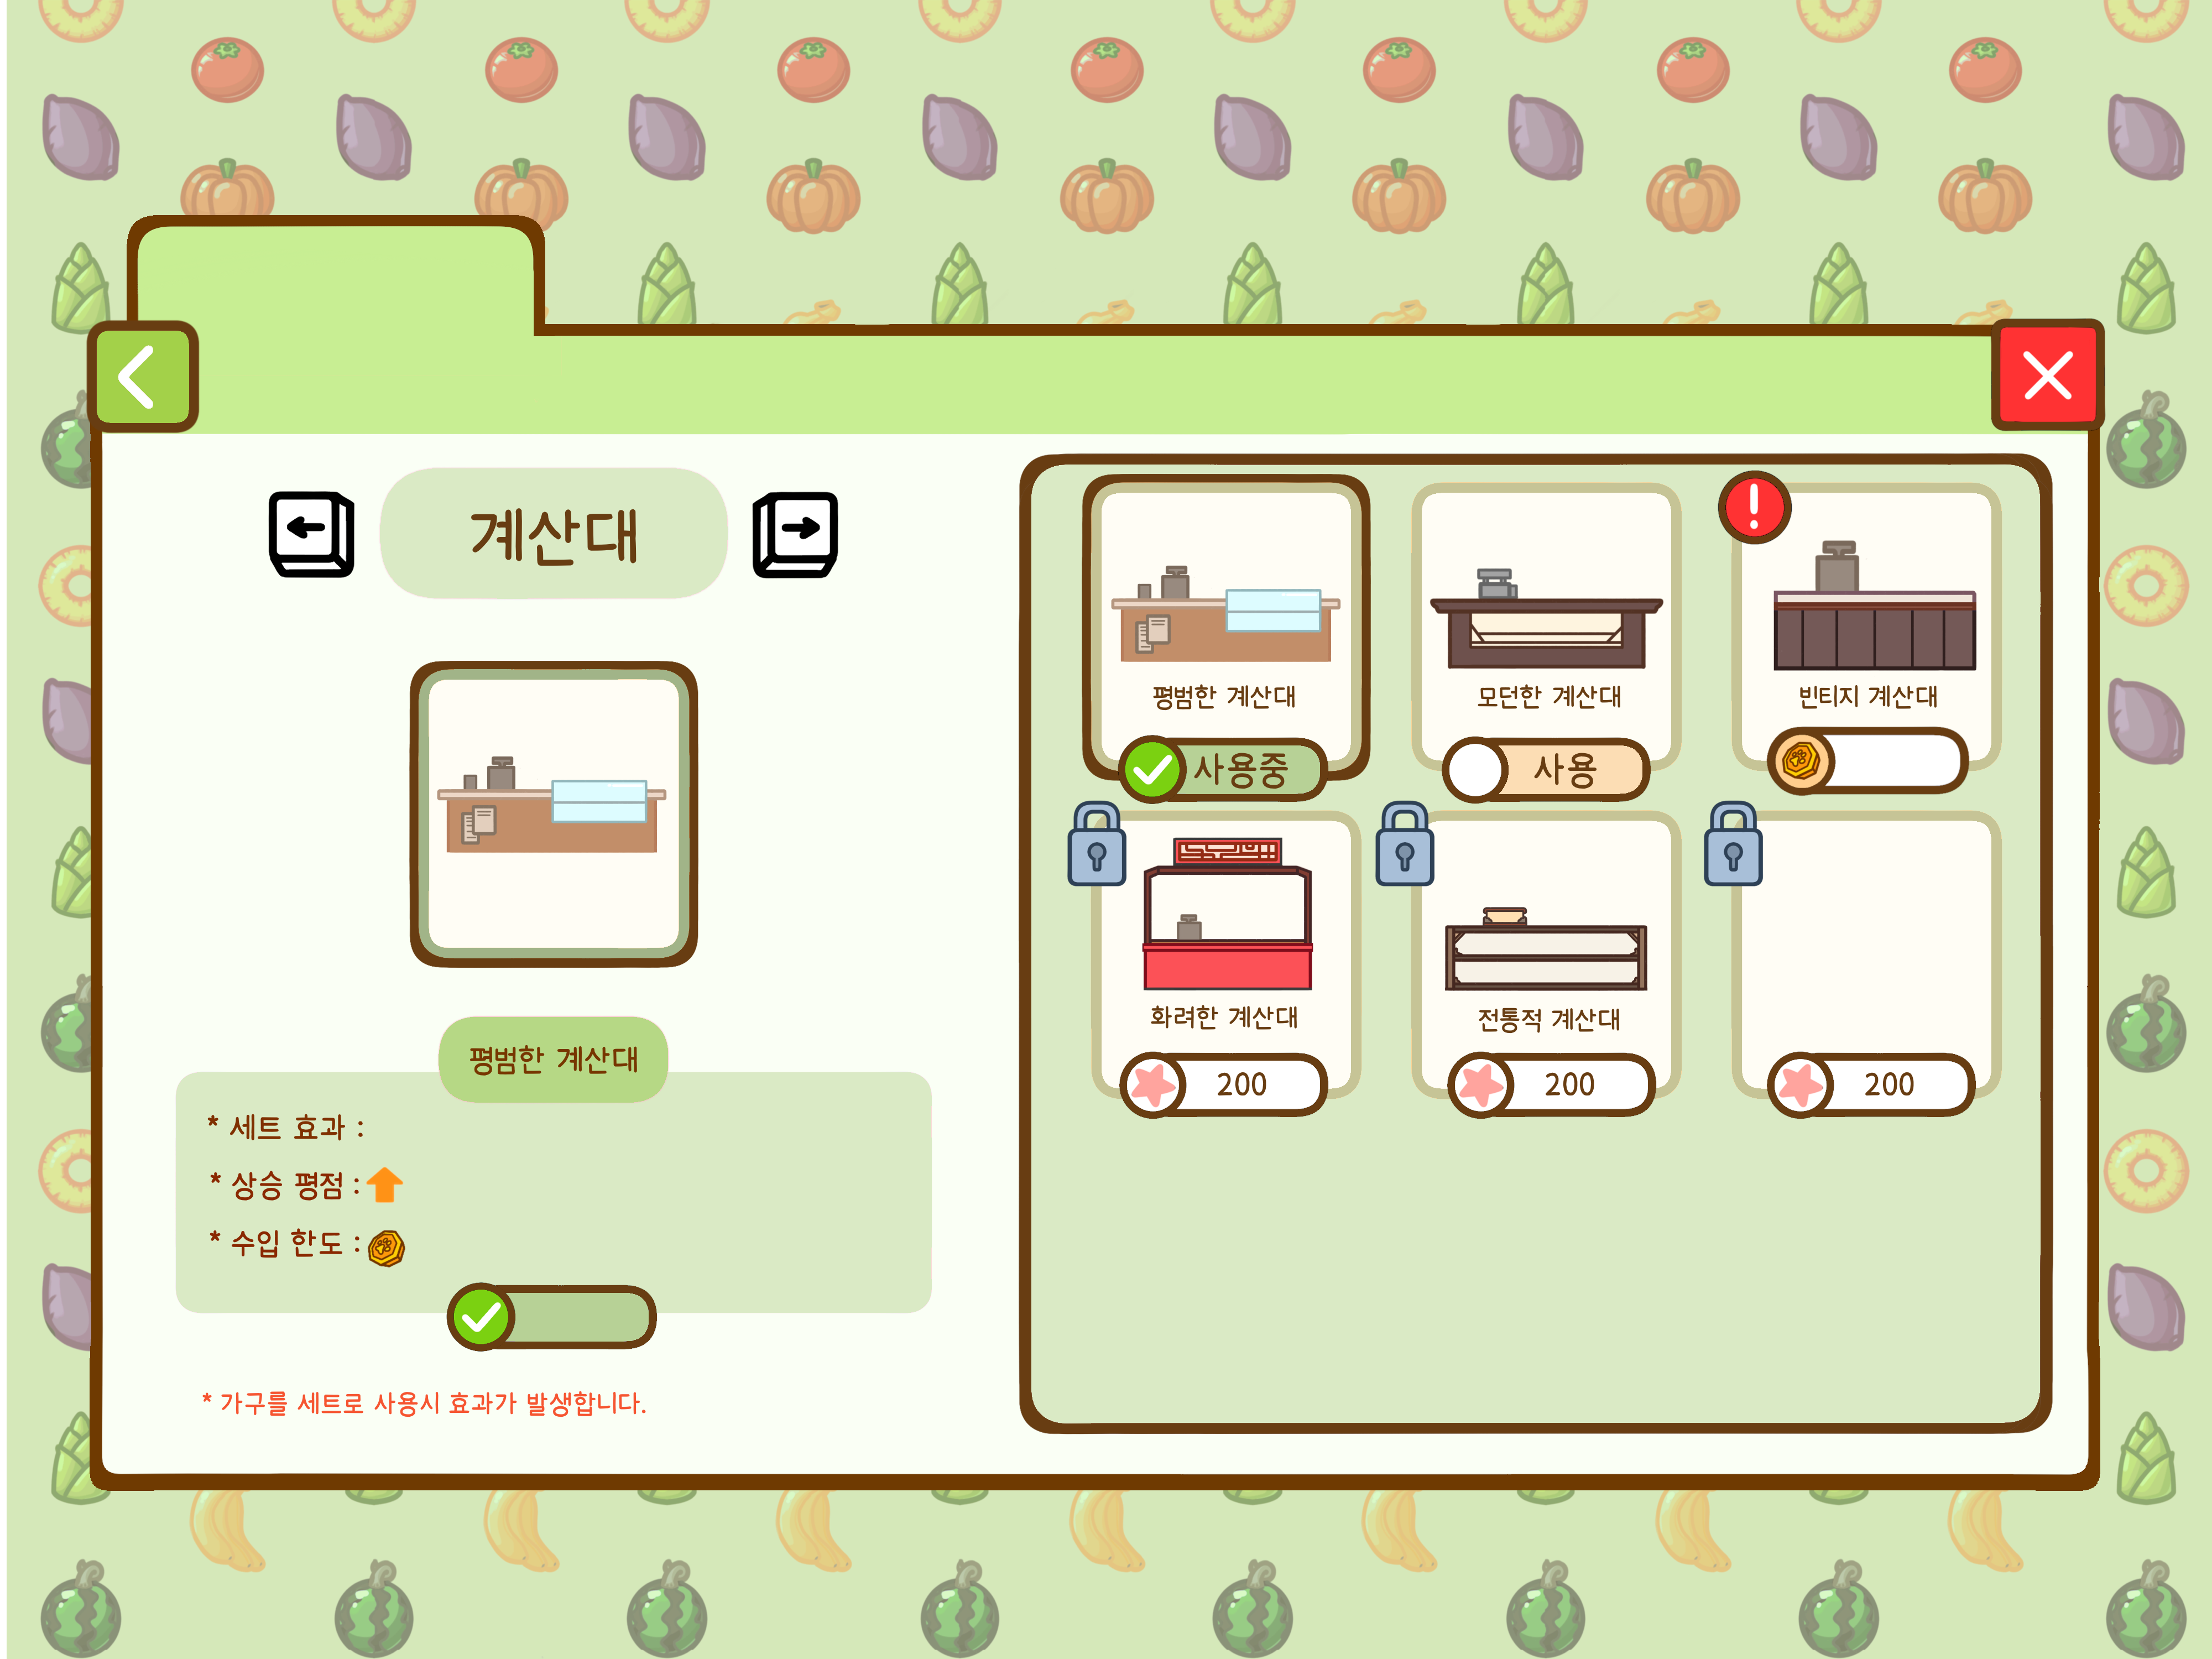 계산대
평범한 계산대
* 세트 효과 :
* 상승 평점 :
* 수입 한도 :
* 가구를 세트로 사용시 효과가 발생합니다.
평범한 계산대
사용중
모던한 계산대
사용
빈티지 계산대
화려한 계산대
200
전통적 계산대
200
200